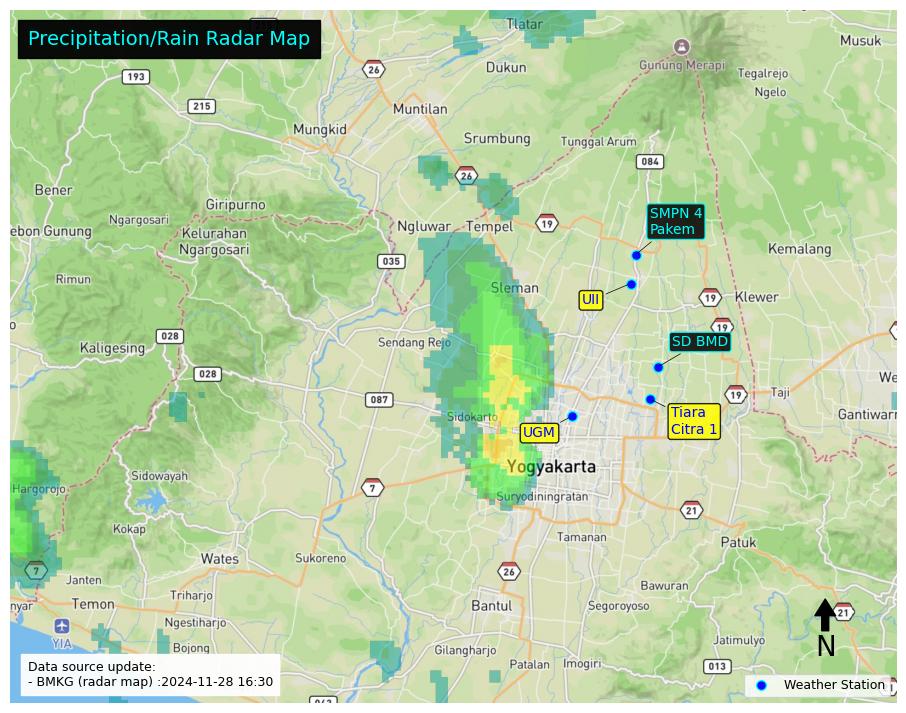 Precipitation/Rain Radar Map
Tlatar
Musuk
26
Dukun
Gunung Merapi
Tegalrejo
193
Ngelo
215
Muntilan
Mungkid
Srumbung
Tunggal Arum
084
26
Bener
Giripurno
SMPN 4
Pakem
Ngargosari
Ngluwar
Tempel
19
ebon Gunung
Kelurahan
Ngargosari
Kemalang
035
Rimun
Sleman
UII
19
Klewer
19
028
Sendang Rejo
SD BMD
Kaligesing
028
087
19
Taji
We
Sidokarto
UGM
Tiara
Citra 1
Gantiwarn
Yogyakarta
Sidowayah
7
Hargorojo
Suryodiningratan
21
Kokap
Tamanan
Patuk
Wates
Sukoreno
7
26
Janten
Bawuran
Triharjo
nyar
Temon
Bantul
Segoroyoso
21
Ngestiharjo
YIA
Jatimulyo
N
Bojong
Gilangharjo
Patalan
Imogiri
013
Data source update:
- BMKG (radar map) :2024-11-28 16:30
Weather Station